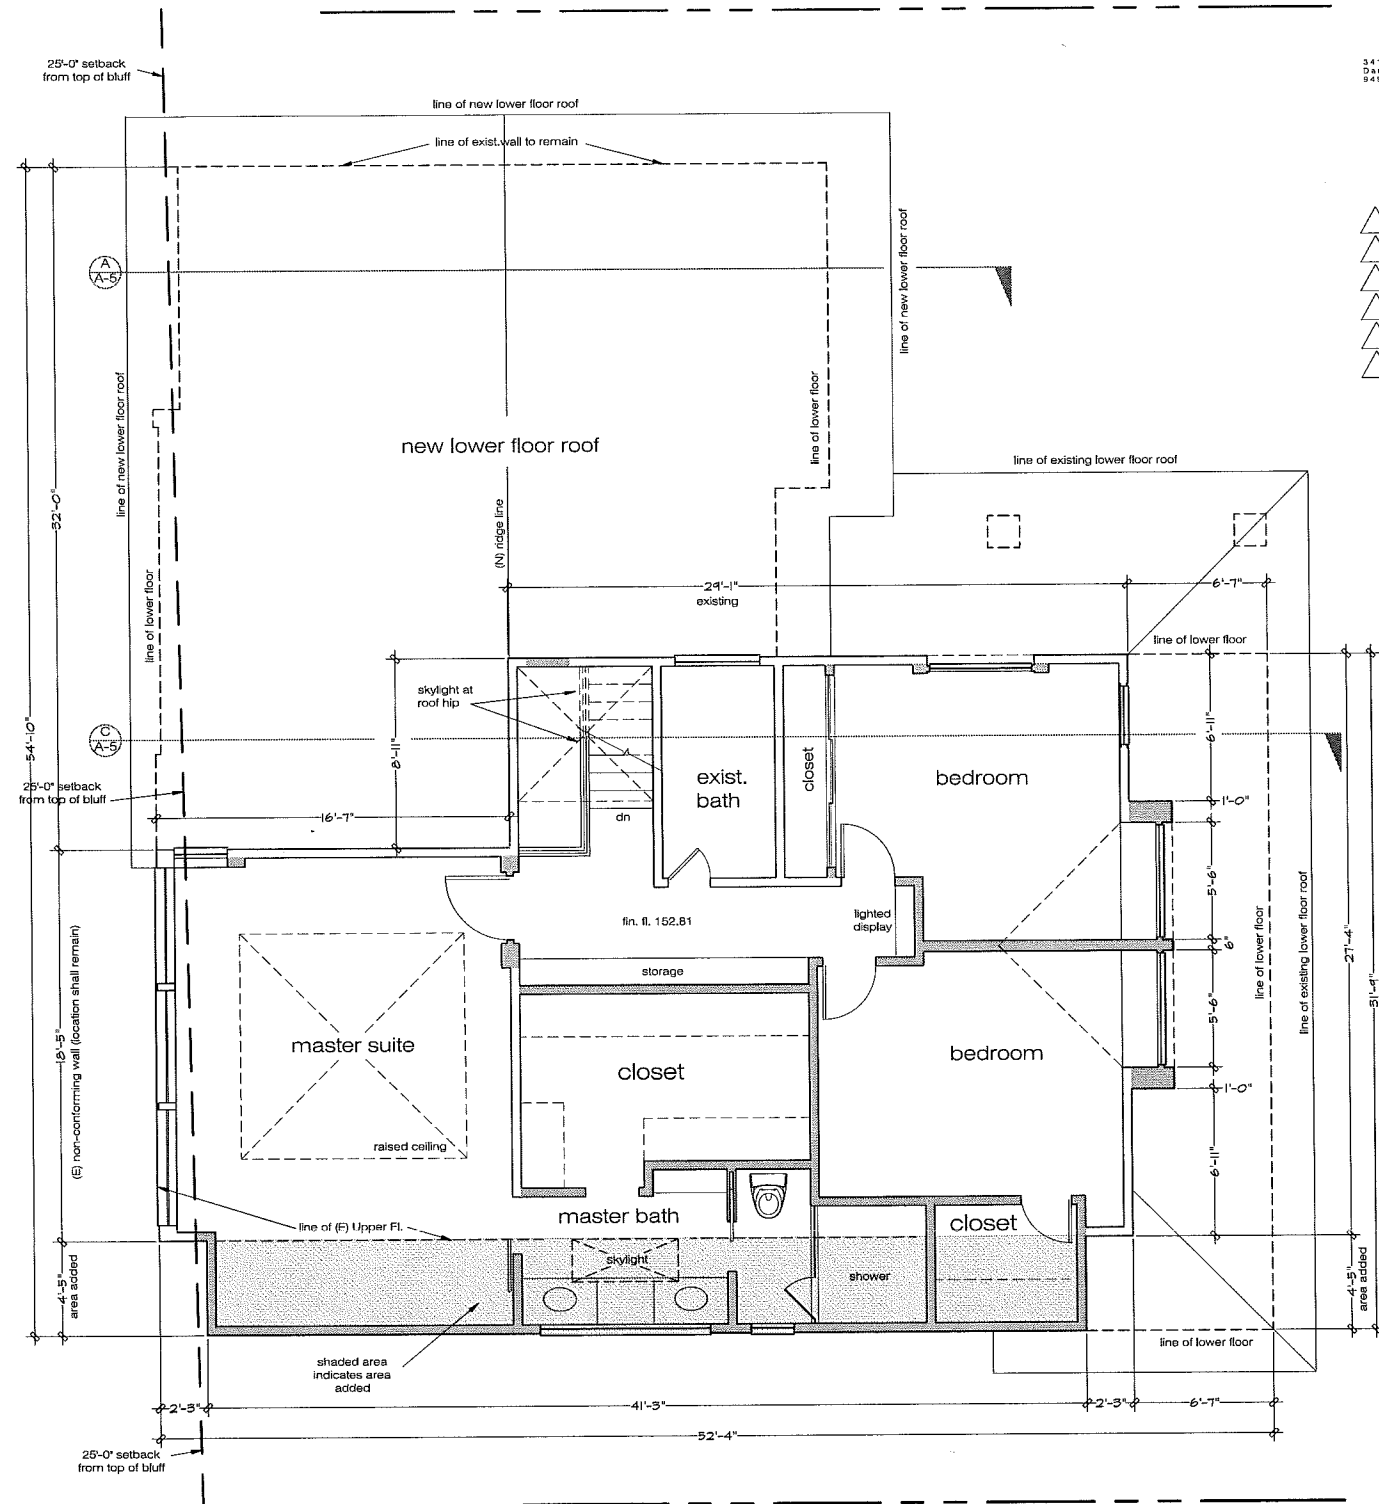 25'-0" setback
from top of bluff
line of new lower floor roof
line of exist.wall to remain
A
A-5
line of new lower floor roof
line of new lower floor roof
line of lower floor
new lower floor roof
line of existing lower floor roof
32'-0"
(N) ridge line
29'-1"
existing
6'-7"
line of lower floor
line of lower floor
skylight at
roof hip
C
A-5
54'-10"
8'-11"
6'-11"
25'-0" setback
from top of bluff
exist.
bath
closet
bedroom
1'-0"
16'-7"
dn
5'-6"
line of existing lower floor roof
fin. fl. 152.81
lighted
display
6"
27'-4"
line of lower floor
storage
31'-9"
(E) non-conforming wall (location shall remain)
18'-5"
master suite
closet
bedroom
5'-6"
1'-0"
raised ceiling
6'-11"
line of (E) Upper Fl.
master bath
closet
skylight
shower
4'-5"
area added
4'-5"
area added
line of lower floor
shaded area
indicates area
added
2'-3"
41'-3"
2'-3"
6'-7"
52'-4"
25'-0" setback
from top of bluff